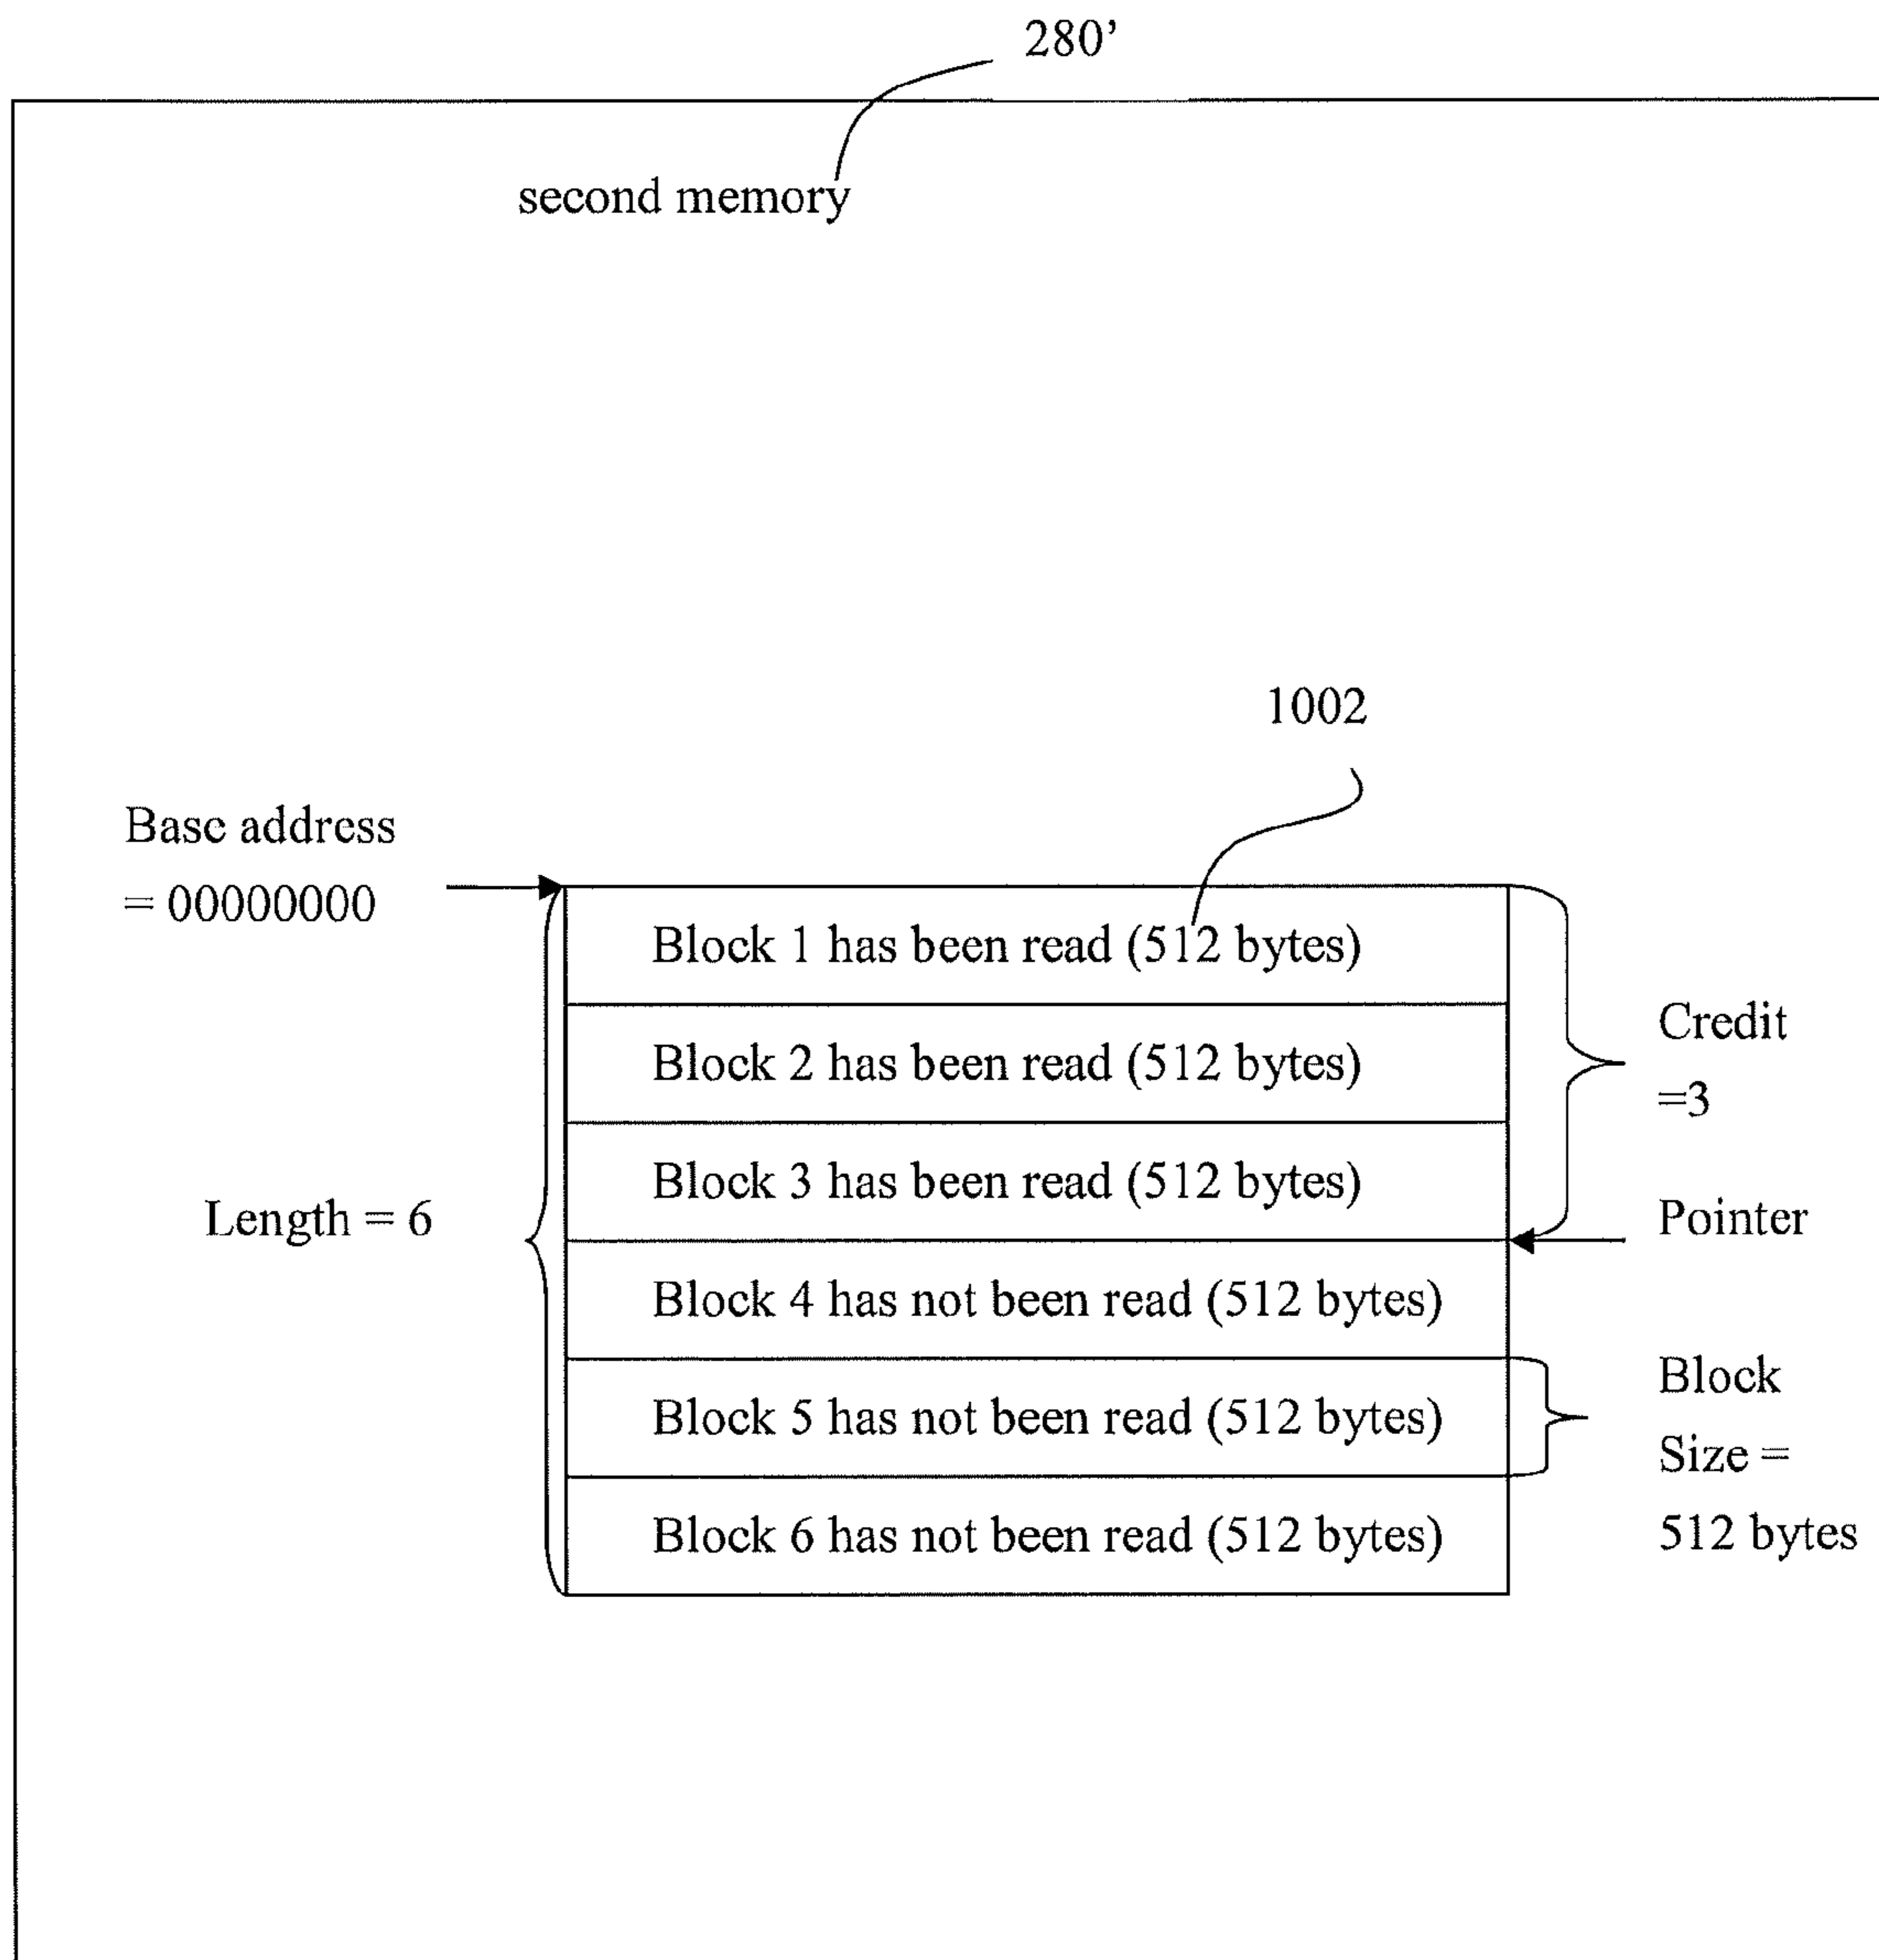 280’
second memory
1002
Base address
= 00000000
Block 1 has been read (512 bytes)
Block 2 has been read (512 bytes)
Credit
=3
Block 3 has been read (512 bytes)
Length = 6
Pointer
Block 4 has not been read (512 bytes)
Block 5 has not been read (512 bytes)
Block
Size =
512 bytes
Block 6 has not been read (512 bytes)